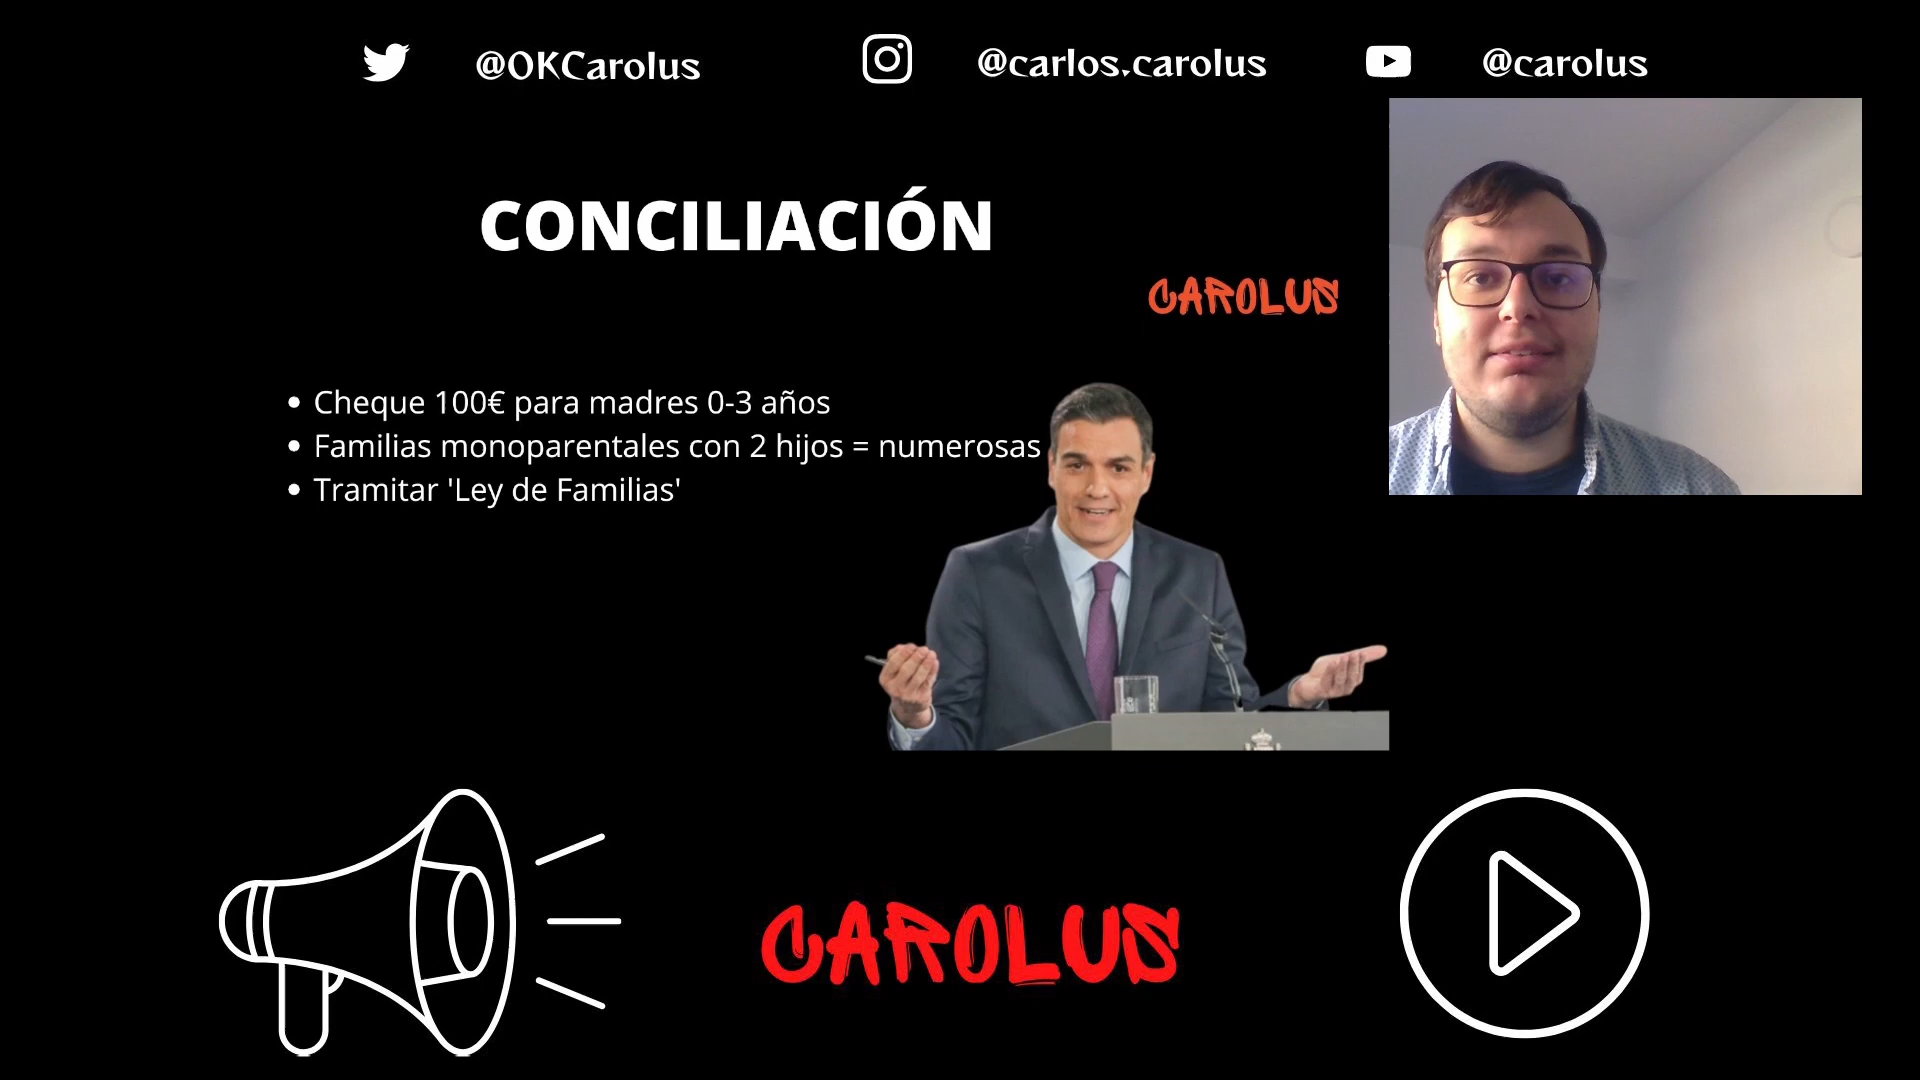 @OKCarolus
@carlos.carolus
@carolus
CONCILIACIÓN
CAROLUS
• Cheque 100€ para madres 0-3 años
• Familias monoparentales con 2 hijos = numerosas
• Tramitar 'Ley de Familias'
CAROLUS